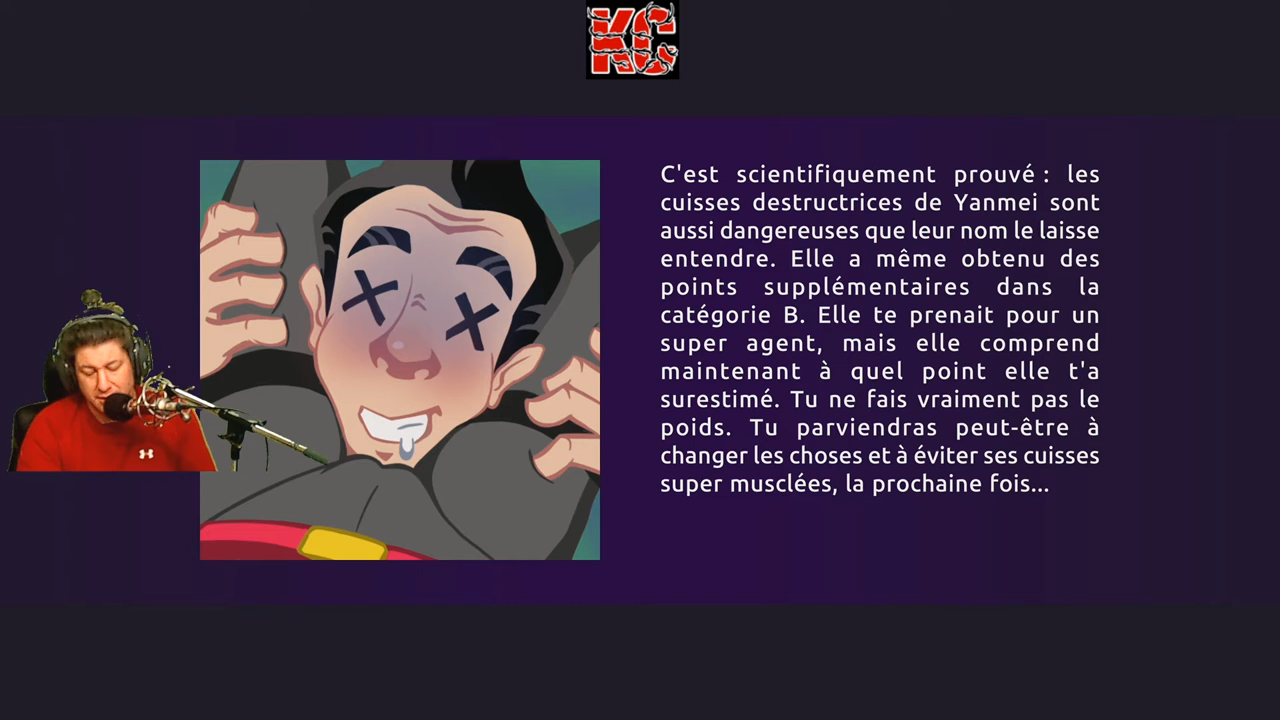 KC
C'est scientifiquement prouvé : les
cuisses destructrices de Yanmei sont
aussi dangereuses que leur nom le laisse
entendre. Elle a même obtenu des
points supplémentaires dans la
catégorie B. Elle te prenait pour un
super agent, mais elle comprend
maintenant à quel point elle t'a
surestimé. Tu ne fais vraiment pas le
poids. Tu parviendras peut-être à
changer les choses et à éviter ses cuisses
super musclées, la prochaine fois...